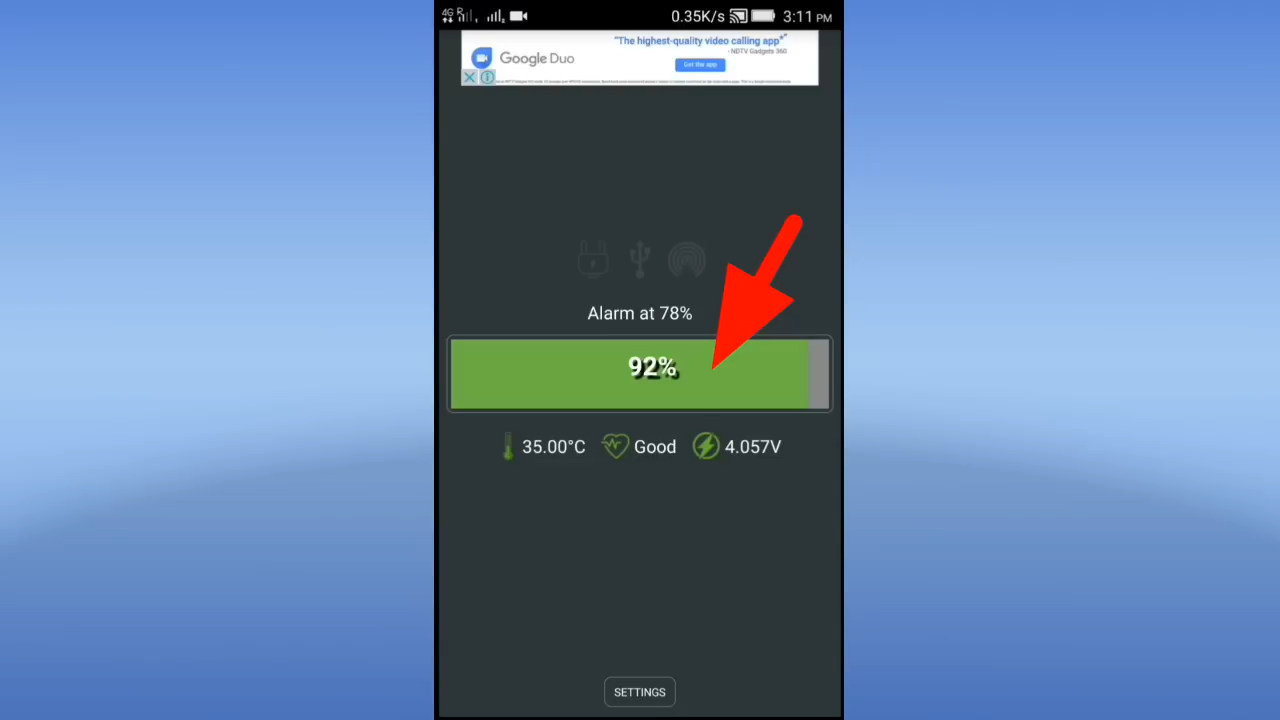 4G R 0.35K/s 3:11 PM
Google Duo
"The highest-quality video calling app*"
- NDTV Gadgets 360
Get the app
Alarm at 78%
92%
35.00°C Good 4.057V
SETTINGS